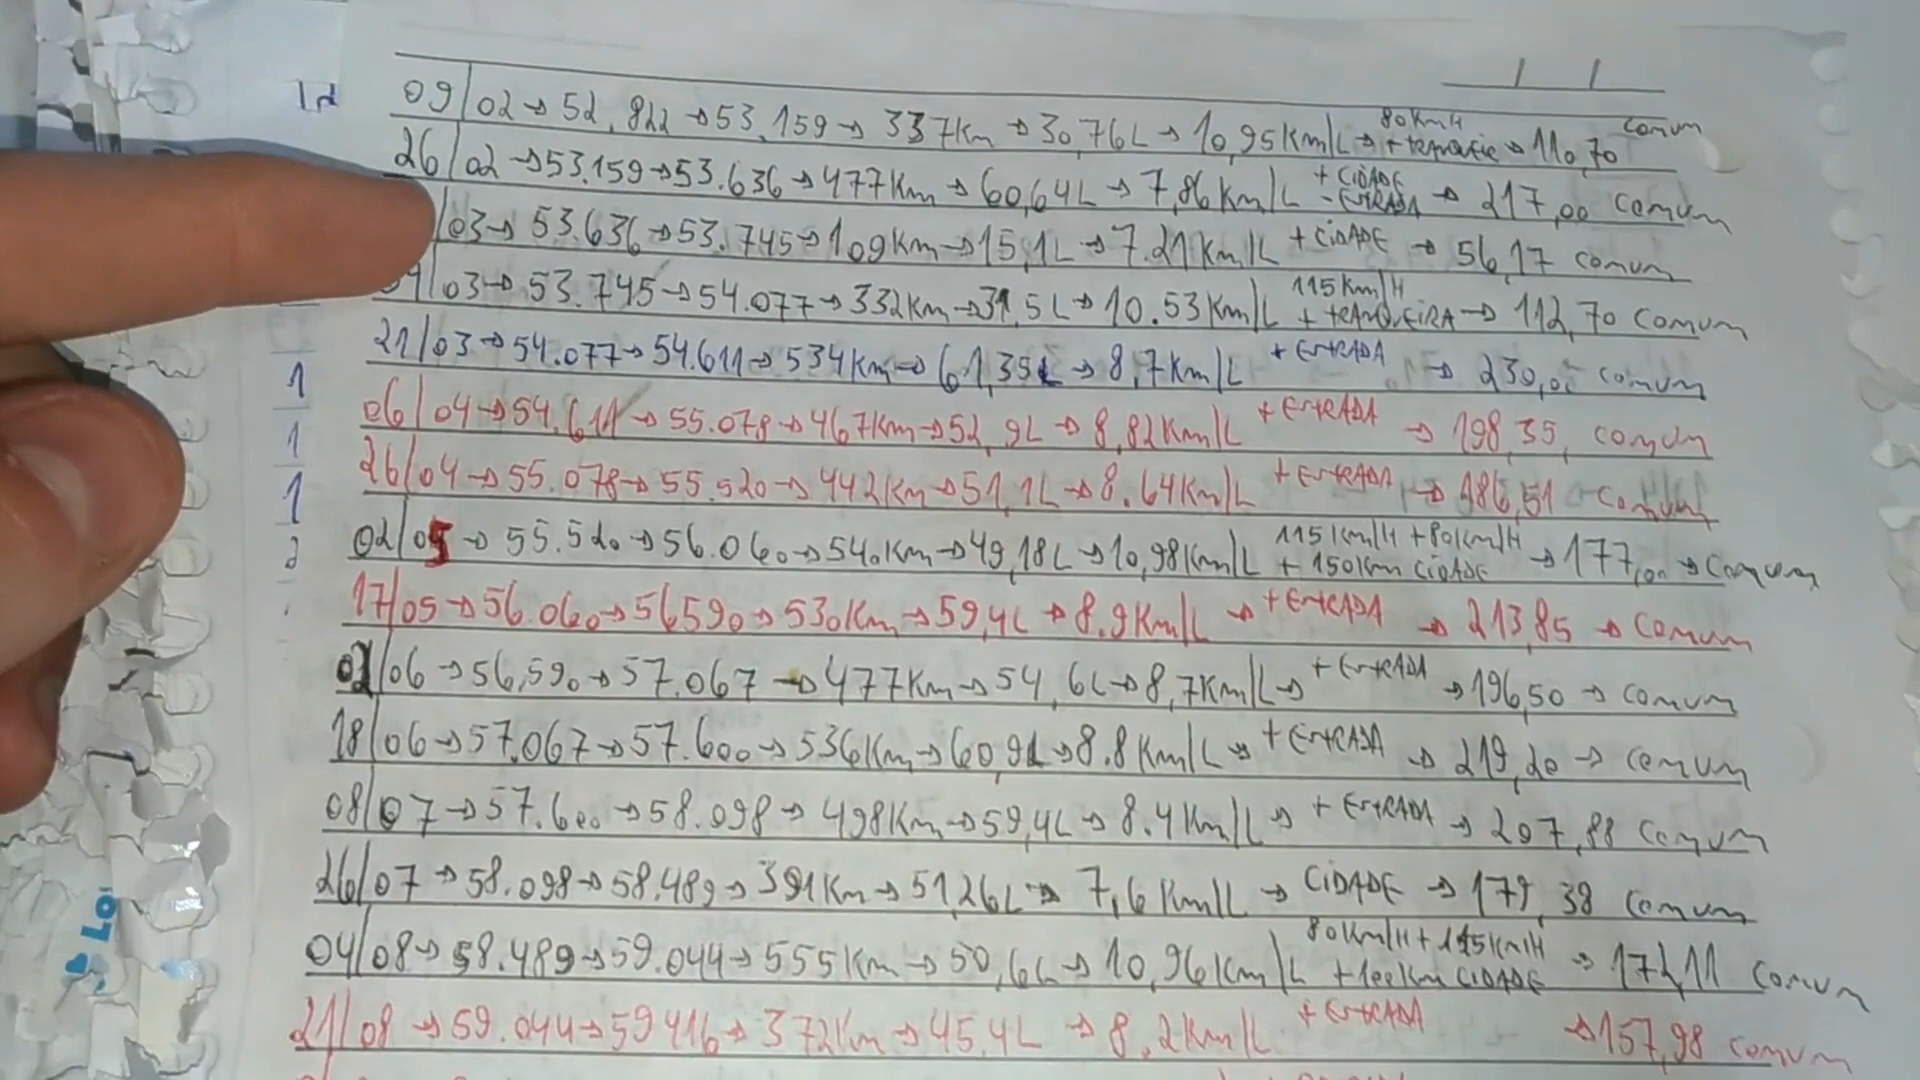 09/02→52.822→53.159→337Km→30,76L→10,95Km/L→ 80KmH → 110,70 comum
26/02→53.159→53.636→477Km→60,64L→7,86Km/L + CIDADE - EstRADA → 217,00 comum
/03→53.636→53.745→109Km→15,1L→7.21Km/L + CiDADE → 56,17 comum
/03→53.745→54.077→332Km→31,5L→10.53Km/L 115Km/H → 112,70 comum
21/03→54.077→54.611→534Km→61,35L→8,7Km/L + EstRADA → 230,00 comum
06/04→54.611→55.078→467Km→52,9L→8,82Km/L + EstRADA → 198,35, comum
26/04→55.078→55.520→442Km→51,1L→8.64Km/L + EstRADA → 186,51 comum
02/05→55.520→56.060→540Km→49,18L→10,98Km/L 115Km/H +80Km/H + 150Km CiDADE → 177,00→comum
17/05→56.060→56590→530Km→59,4L→8.9Km/L→ + EstRADA → 213,85→comum
02/06→56,590→57.067→477Km→54,6L→8,7Km/L→ + EstRADA → 196,50→comum
18/06→57.067→57.600→536Km→60,9L→8.8Km/L→ + EstRADA → 219,20→comum
08/07→57.600→58.098→498Km→59,4L→8.4Km/L→ + EstRADA → 207,88 comum
26/07→58.098→58.489→391Km→51,26L→7,6Km/L→ CiDADE → 179,38 comum
04/08→58.489→59.044→555Km→50,6L→10,96Km/L 80Km/H+115Km/H +100Km CiDADE → 177,11 comum
21/08→59.044→59416→372Km→45,4L→8,2Km/L + EstRADA →157,98 comum